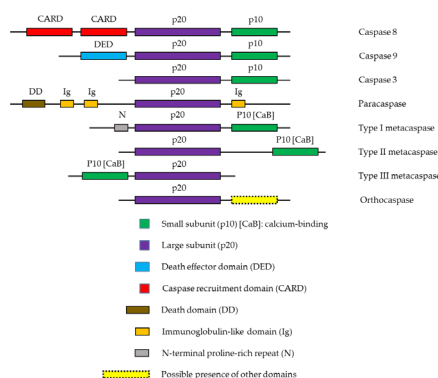 CARD CARD p20 p10
Caspase 8
DED p20 p10
Caspase 9
p20 p10
Caspase 3
DD Ig Ig p20 Ig
Paracaspase
N p20 P10 [CaB]
Type I metacaspase
p20 P10 [CaB]
Type II metacaspase
P10 [CaB] p20
Type III metacaspase
p20
Orthocaspase
Small subunit (p10) [CaB]: calcium-binding
Large subunit (p20)
Death effector domain (DED)
Caspase recruitment domain (CARD)
Death domain (DD)
Immunoglobulin-like domain (Ig)
N-terminal proline-rich repeat (N)
Possible presence of other domains